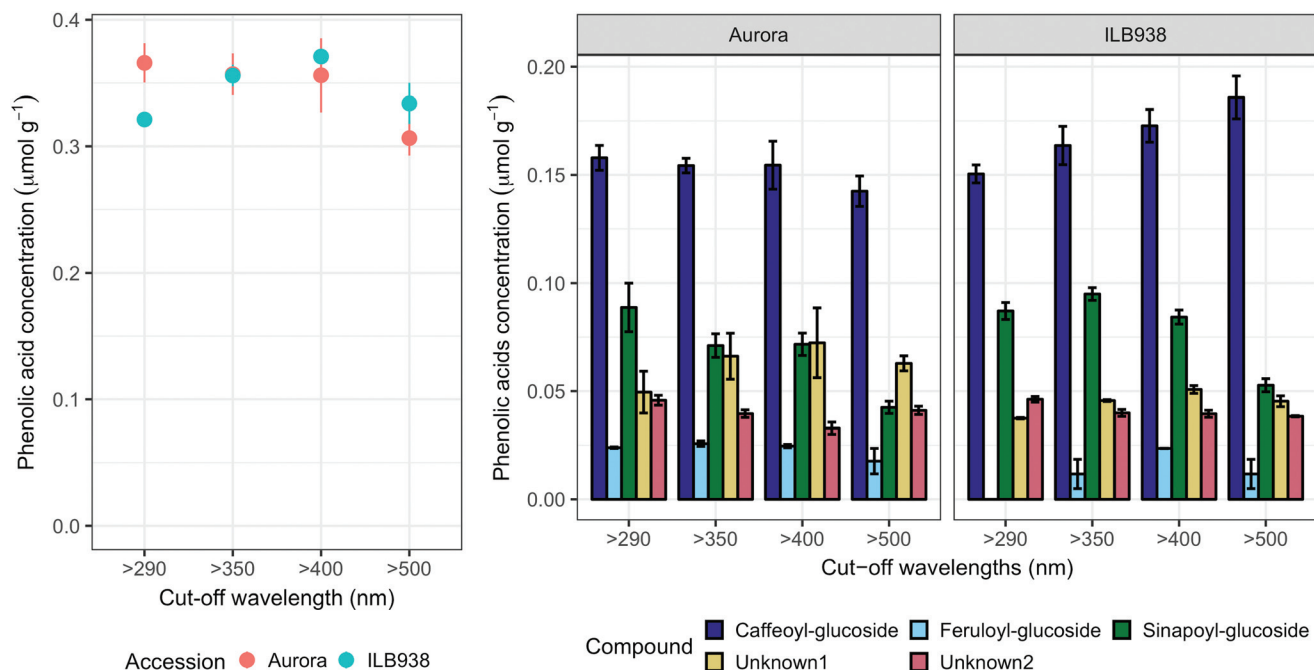 Phenolic acid concentration (μmol g⁻¹)
0.4
0.3
0.2
0.1
0.0
>290 >350 >400 >500
Cut-off wavelength (nm)
Accession Aurora ILB938
Phenolic acids concentration (μmol g⁻¹)
Aurora ILB938
0.20
0.15
0.10
0.05
0.00
>290 >350 >400 >500 >290 >350 >400 >500
Cut−off wavelengths (nm)
Compound
Caffeoyl-glucoside Feruloyl-glucoside Sinapoyl-glucoside
Unknown1 Unknown2